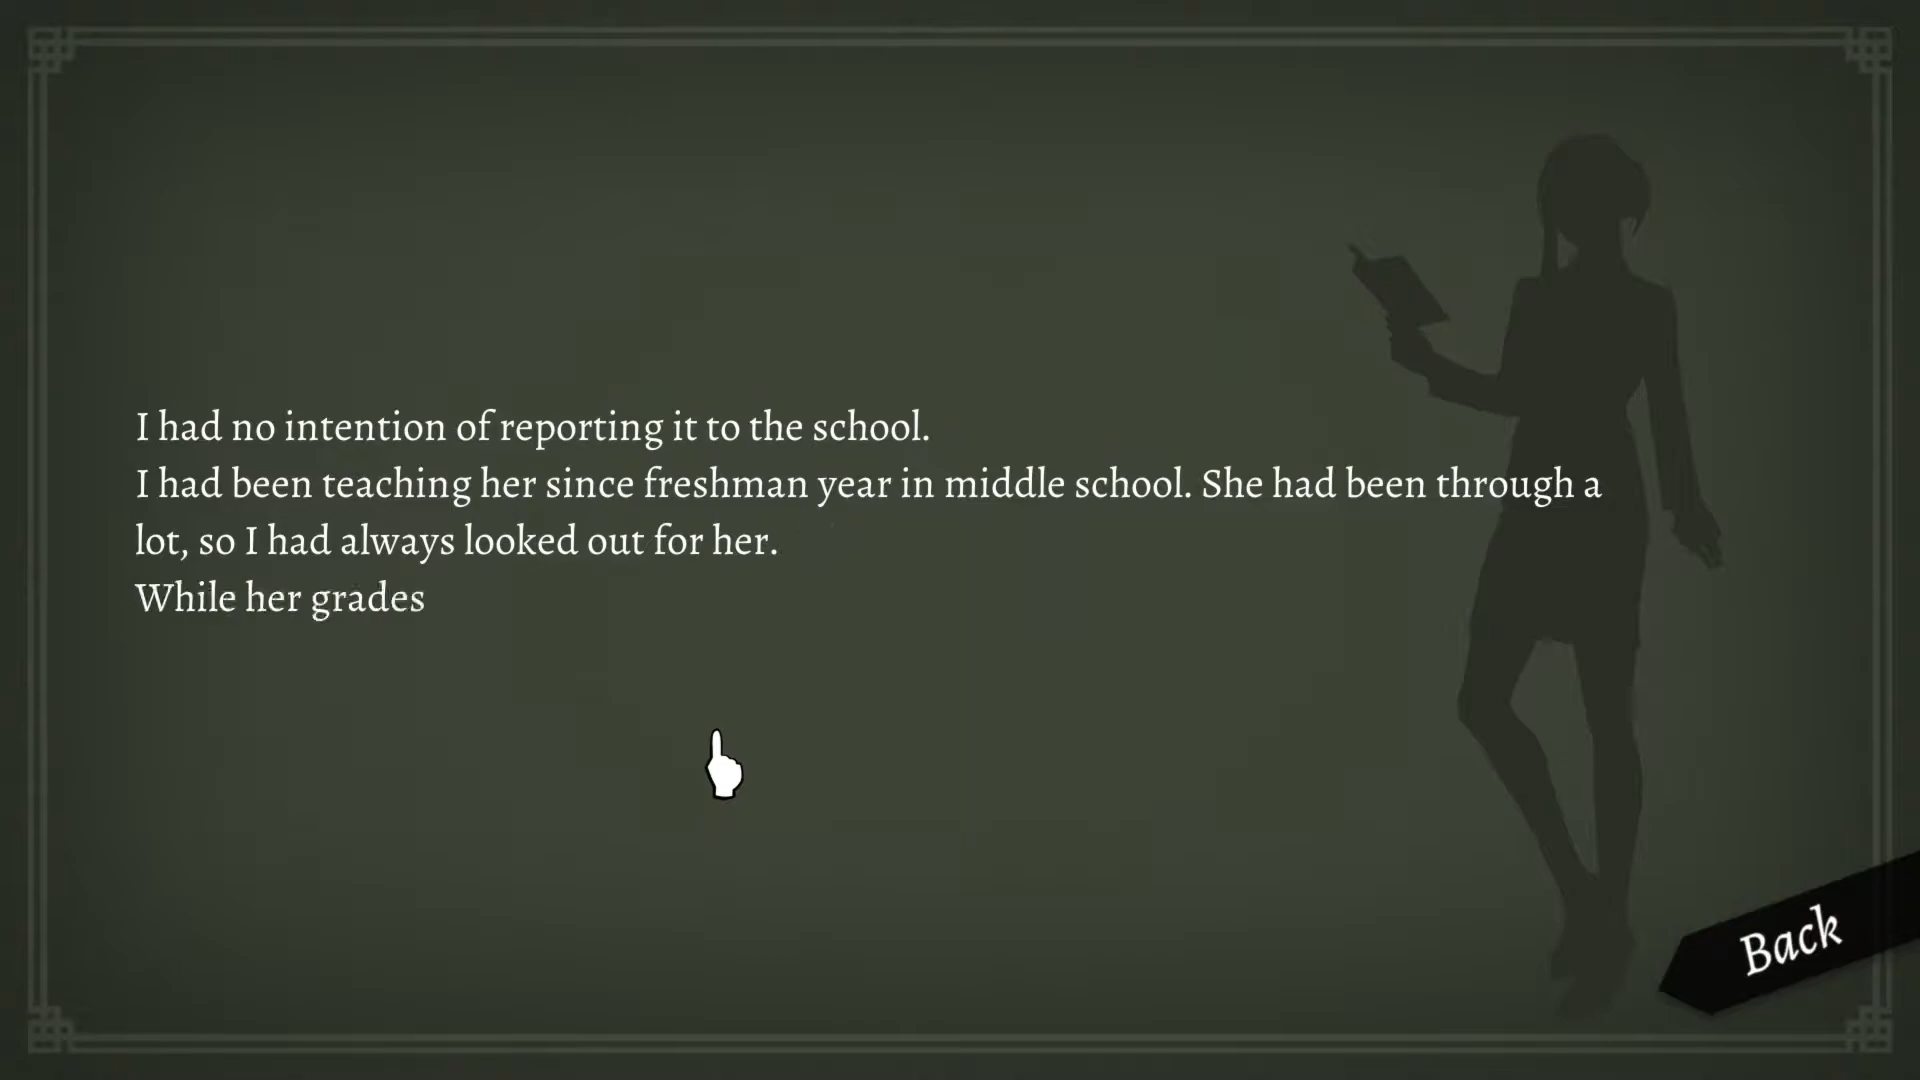 I had no intention of reporting it to the school.
I had been teaching her since freshman year in middle school. She had been through a
lot, so I had always looked out for her.
While her grades
Back